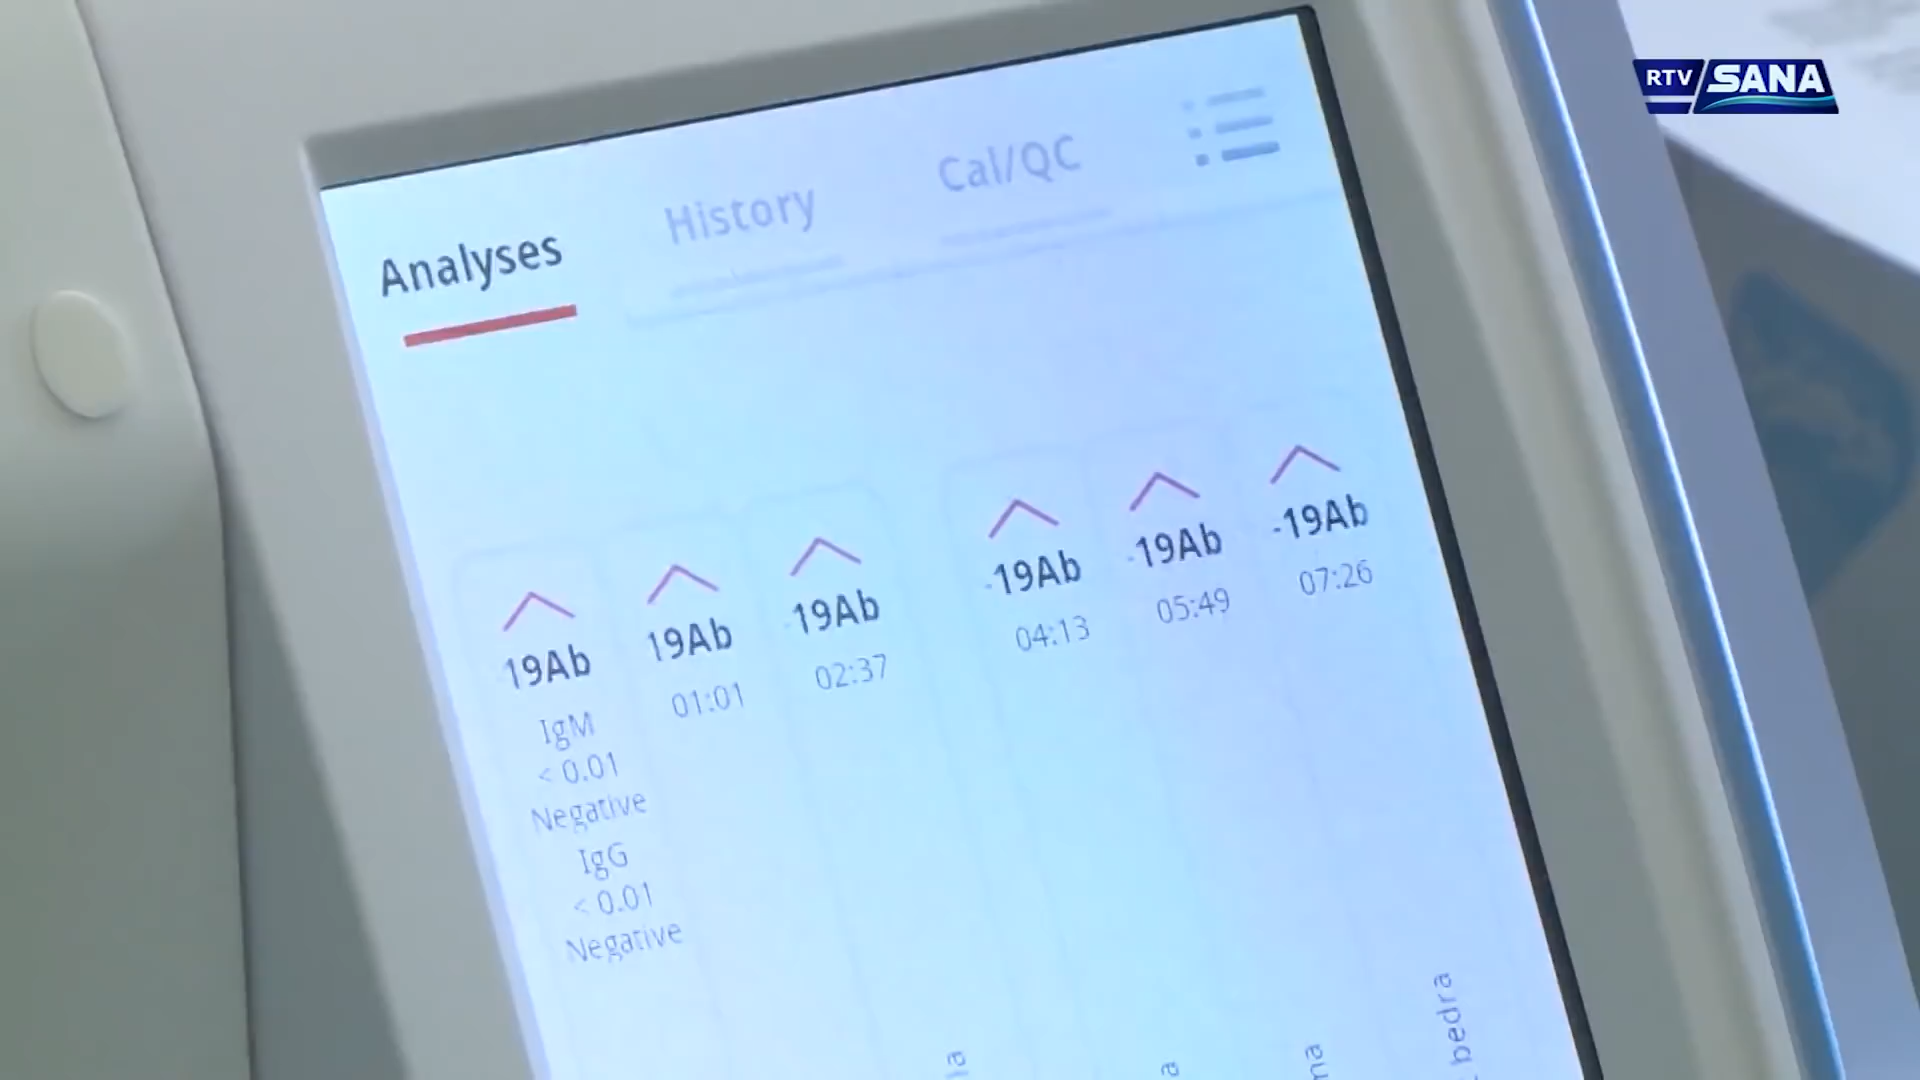 RTV SANA
Analyses
History
Cal/QC
19Ab
IgM
< 0.01
Negative
IgG
< 0.01
Negative
19Ab
01:01
-19Ab
02:37
-19Ab
04:13
-19Ab
05:49
-19Ab
07:26
bedra